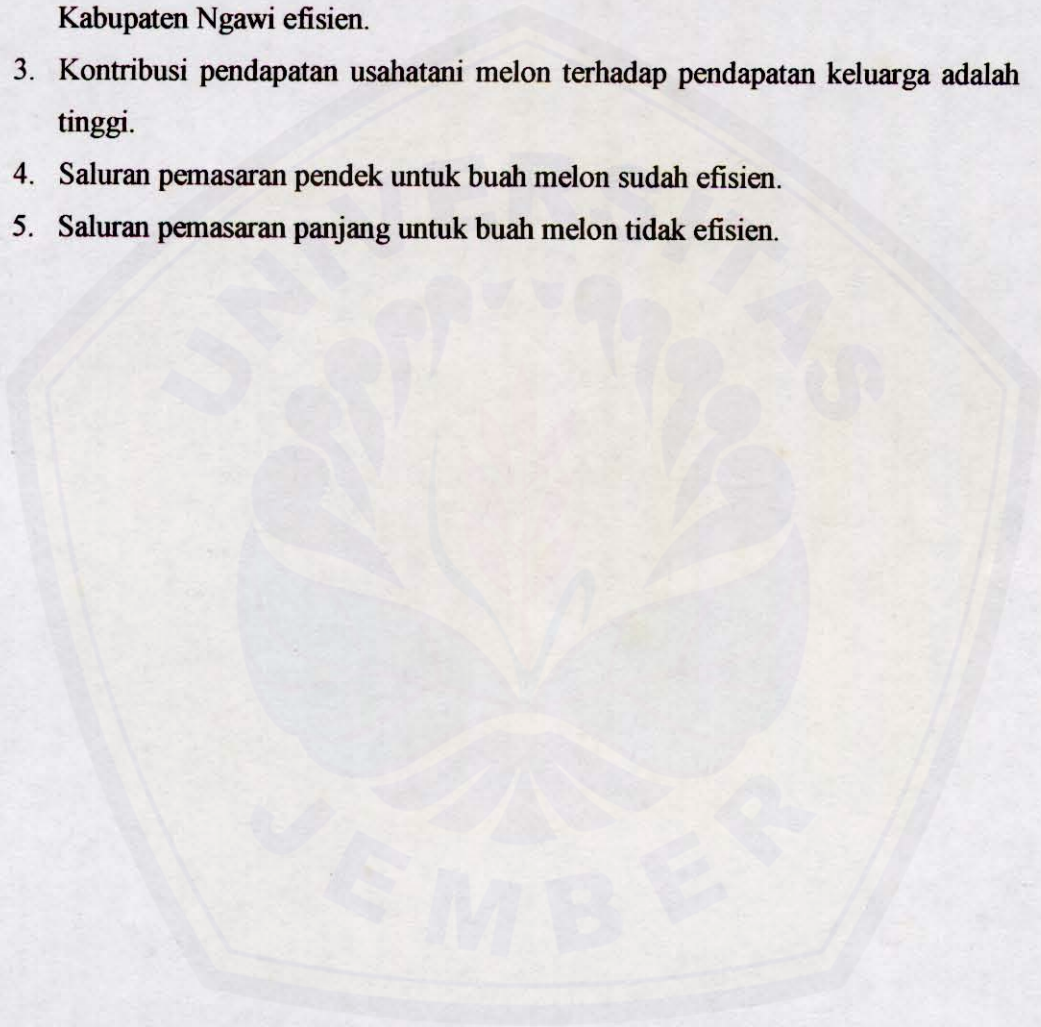 Kabupaten Ngawi efisien.
3. Kontribusi pendapatan usahatani melon terhadap pendapatan keluarga adalah
tinggi.
4. Saluran pemasaran pendek untuk buah melon sudah efisien.
5. Saluran pemasaran panjang untuk buah melon tidak efisien.
UNIVERSITAS
JEMBER